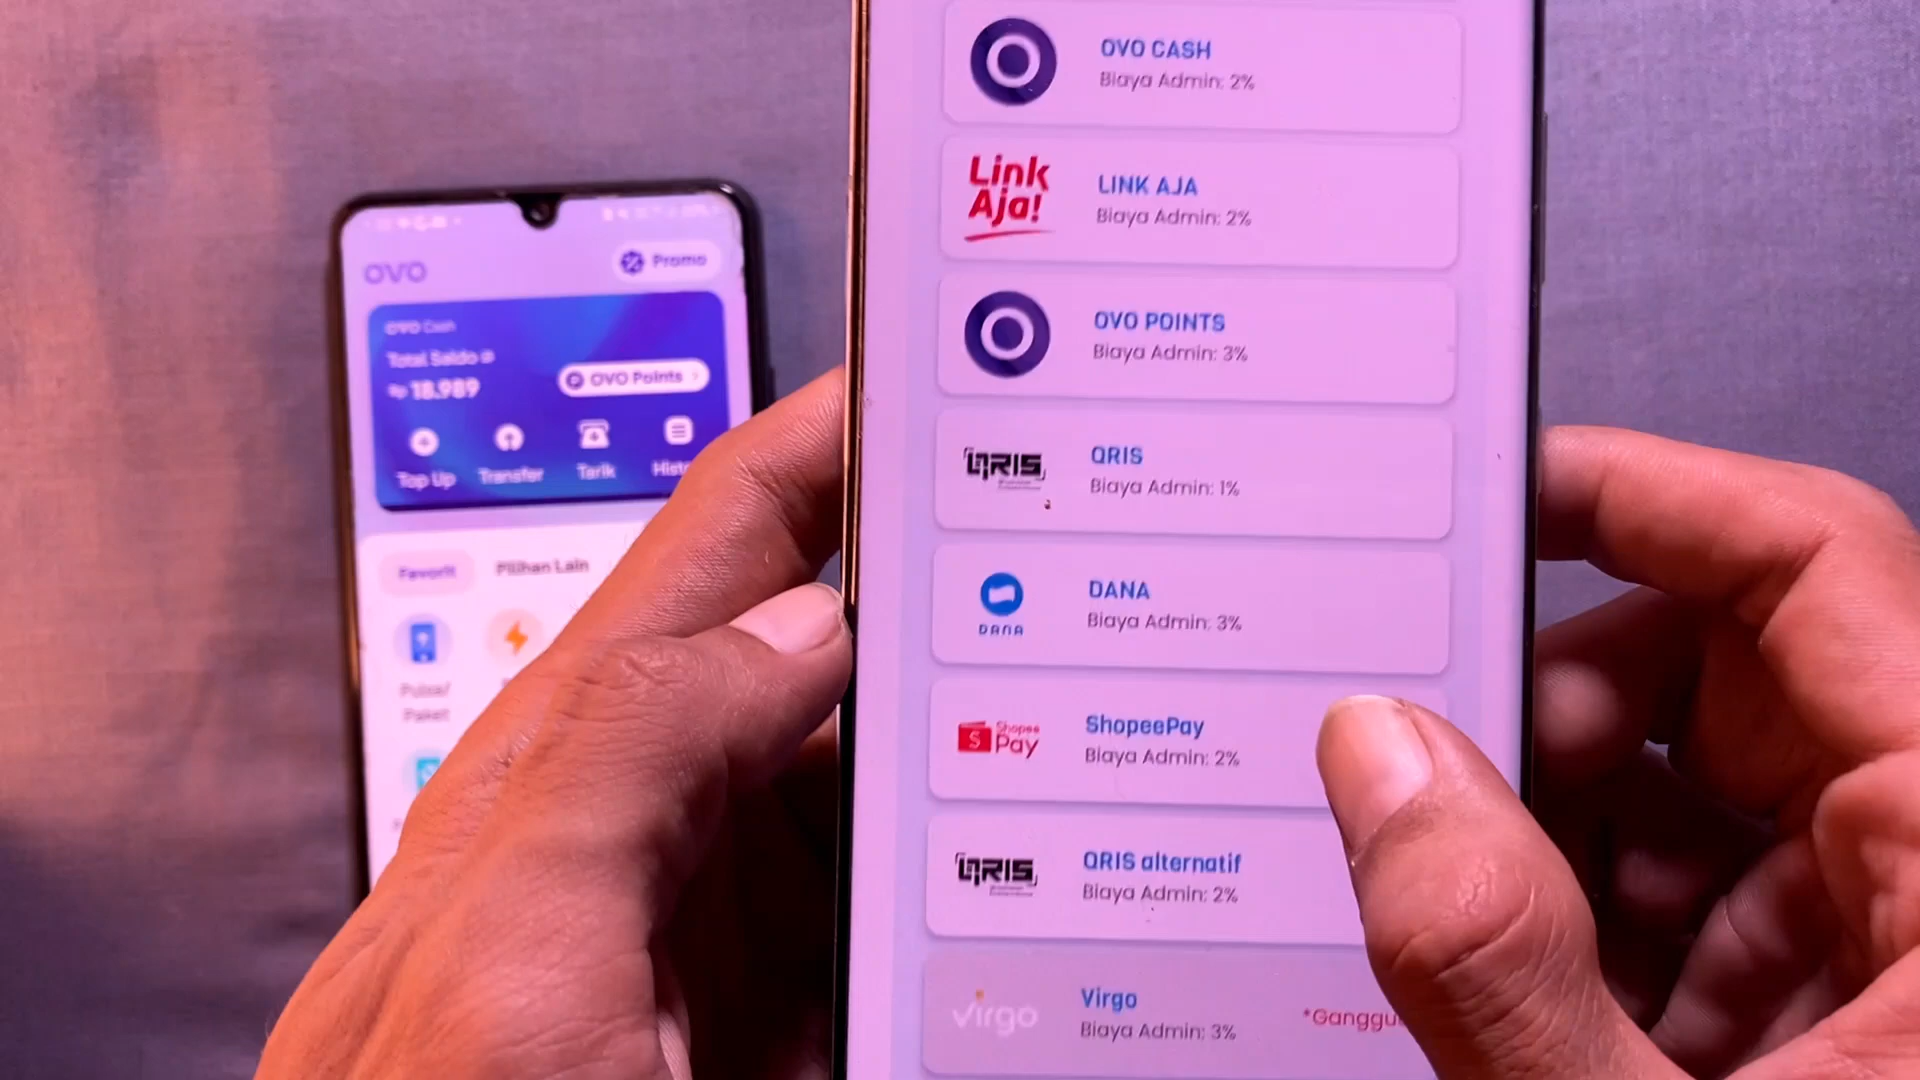 OVO
Promo
OVO Cash
Total Saldo
Rp 18.989
OVO Points
Top Up
Transfer
Tarik
Favorit
Pilihan Lain
Pulsa/
Paket
OVO CASH
Biaya Admin: 2%
Link
Aja!
LINK AJA
Biaya Admin: 2%
OVO POINTS
Biaya Admin: 3%
QRIS
QRIS
Biaya Admin: 1%
DANA
DANA
Biaya Admin: 3%
S Shopee
Pay
ShopeePay
Biaya Admin: 2%
QRIS
QRIS alternatif
Biaya Admin: 2%
virgo
Virgo
Biaya Admin: 3%
*Ganggu